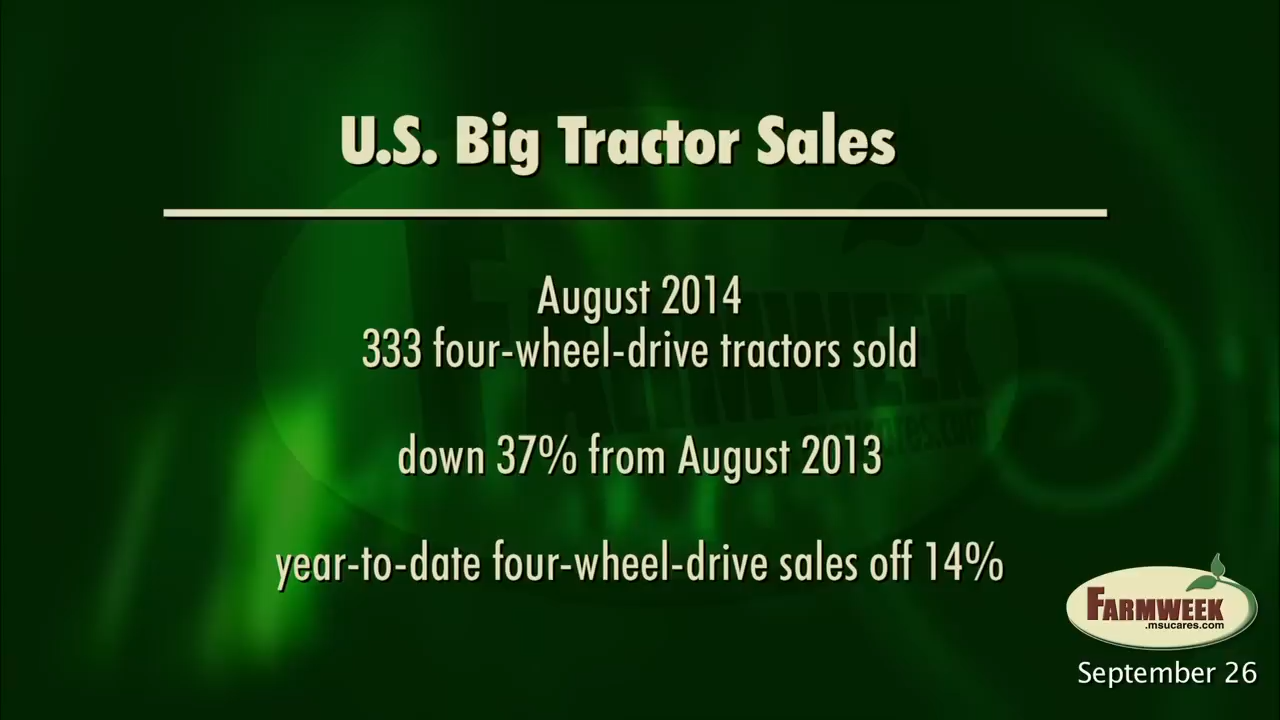 U.S. Big Tractor Sales
August 2014
333 four-wheel-drive tractors sold
down 37% from August 2013
year-to-date four-wheel-drive sales off 14%
FARMWEEK
.msucares.com
September 26